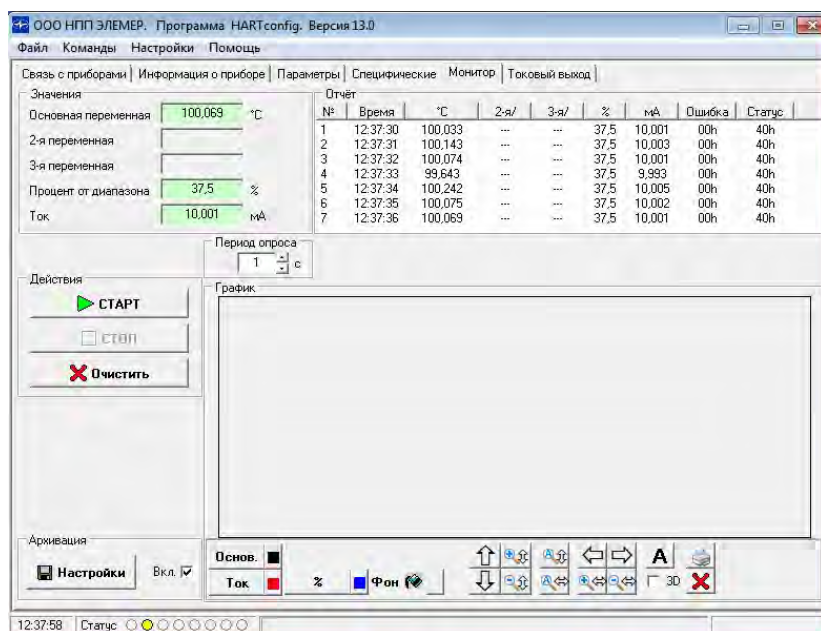 ООО НПП ЭЛЕМЕР. Программа HARTconfig. Версия 13.0
Файл Команды Настройки Помощь
Связь с приборами Информация о приборе Параметры Специфические Монитор Токовый выход
Значения
Основная переменная 100,069 °C
2-я переменная
3-я переменная
Процент от диапазона 37,5 %
Ток 10,001 мА
Отчёт
№ Время °C 2-я/ 3-я/ % мА Ошибка Статус
1 12:37:30 100,033 --- --- 37,5 10,001 00h 40h
2 12:37:31 100,143 --- --- 37,5 10,003 00h 40h
3 12:37:32 100,074 --- --- 37,5 10,001 00h 40h
4 12:37:33 99,643 --- --- 37,5 9,993 00h 40h
5 12:37:34 100,242 --- --- 37,5 10,005 00h 40h
6 12:37:35 100,075 --- --- 37,5 10,002 00h 40h
7 12:37:36 100,069 --- --- 37,5 10,001 00h 40h
Период опроса
1 с
Действия
СТАРТ
СТОП
Очистить
График
Архивация
Настройки Вкл.
Основ.
Ток % Фон
A
3D
12:37:58 Статус